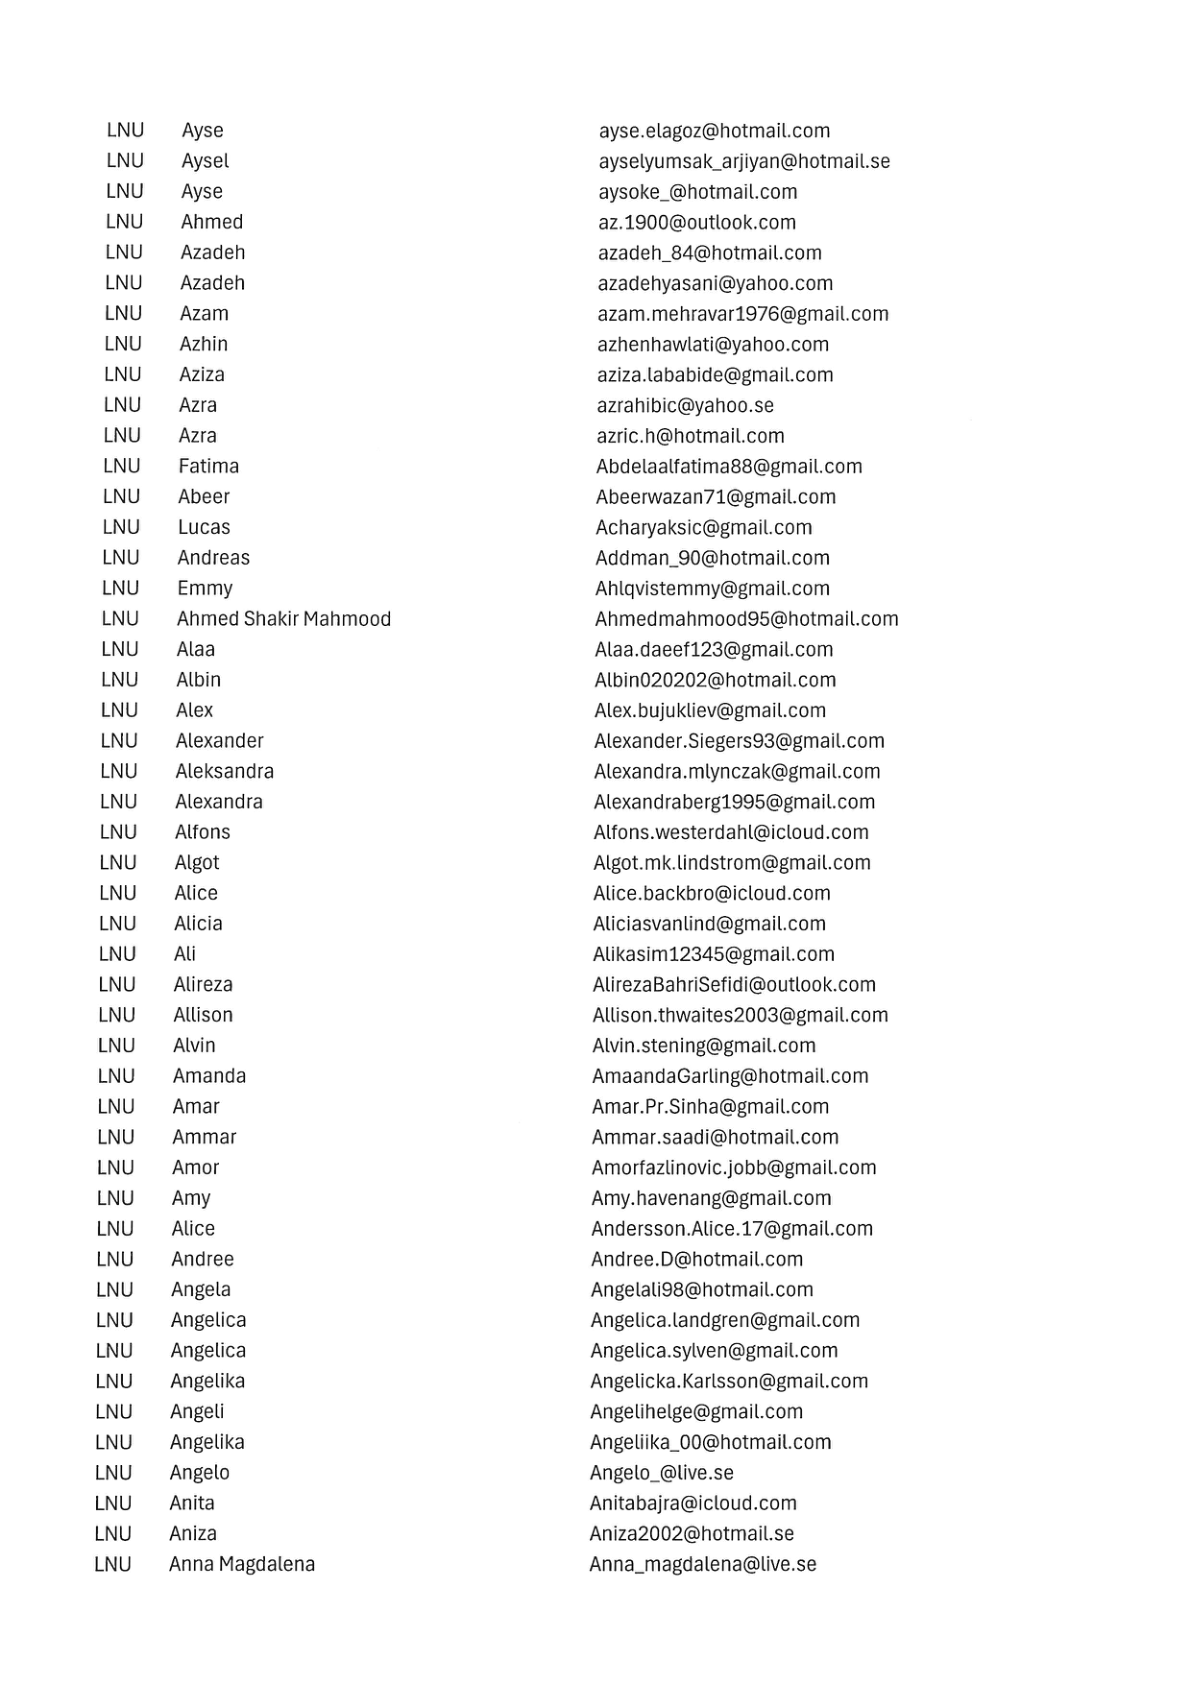 LNU Ayse ayse.elagoz@hotmail.com
LNU Aysel ayselyumsak_arjiyan@hotmail.se
LNU Ayse aysoke_@hotmail.com
LNU Ahmed az.1900@outlook.com
LNU Azadeh azadeh_84@hotmail.com
LNU Azadeh azadehyasani@yahoo.com
LNU Azam azam.mehravar1976@gmail.com
LNU Azhin azhenhawlati@yahoo.com
LNU Aziza aziza.lababide@gmail.com
LNU Azra azrahibic@yahoo.se
LNU Azra azric.h@hotmail.com
LNU Fatima Abdelaalfatima88@gmail.com
LNU Abeer Abeerwazan71@gmail.com
LNU Lucas Acharyaksic@gmail.com
LNU Andreas Addman_90@hotmail.com
LNU Emmy Ahlqvistemmy@gmail.com
LNU Ahmed Shakir Mahmood Ahmedmahmood95@hotmail.com
LNU Alaa Alaa.daeef123@gmail.com
LNU Albin Albin020202@hotmail.com
LNU Alex Alex.bujukliev@gmail.com
LNU Alexander Alexander.Siegers93@gmail.com
LNU Aleksandra Alexandra.mlynczak@gmail.com
LNU Alexandra Alexandraberg1995@gmail.com
LNU Alfons Alfons.westerdahl@icloud.com
LNU Algot Algot.mk.lindstrom@gmail.com
LNU Alice Alice.backbro@icloud.com
LNU Alicia Aliciasvanlind@gmail.com
LNU Ali Alikasim12345@gmail.com
LNU Alireza AlirezaBahriSefidi@outlook.com
LNU Allison Allison.thwaites2003@gmail.com
LNU Alvin Alvin.stening@gmail.com
LNU Amanda AmaandaGarling@hotmail.com
LNU Amar Amar.Pr.Sinha@gmail.com
LNU Ammar Ammar.saadi@hotmail.com
LNU Amor Amorfazlinovic.jobb@gmail.com
LNU Amy Amy.havenang@gmail.com
LNU Alice Andersson.Alice.17@gmail.com
LNU Andree Andree.D@hotmail.com
LNU Angela Angelali98@hotmail.com
LNU Angelica Angelica.landgren@gmail.com
LNU Angelica Angelica.sylven@gmail.com
LNU Angelika Angelicka.Karlsson@gmail.com
LNU Angeli Angelihelge@gmail.com
LNU Angelika Angeliika_00@hotmail.com
LNU Angelo Angelo_@live.se
LNU Anita Anitabajra@icloud.com
LNU Aniza Aniza2002@hotmail.se
LNU Anna Magdalena Anna_magdalena@live.se